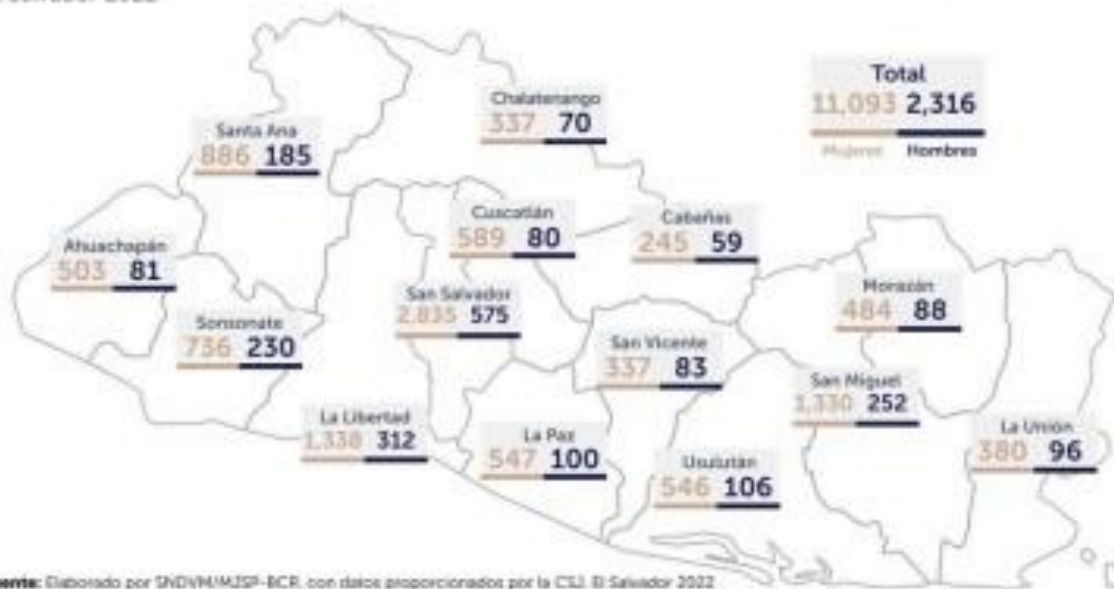 Salvador 2022
Total
11,093 2,316
Mujeres Hombres
Chalatenango
337 70
Santa Ana
886 185
Cuscatlán
589 80
Cabañas
245 59
Ahuachapán
503 81
San Salvador
2,835 575
Morazán
484 88
Sonsonate
736 230
San Vicente
337 83
San Miguel
1,330 252
La Libertad
1,338 312
La Paz
547 100
La Unión
380 96
Usulután
546 106
ente: Elaborado por SNDVM/MJSP-BCR, con datos proporcionados por la CSJ. El Salvador 2022